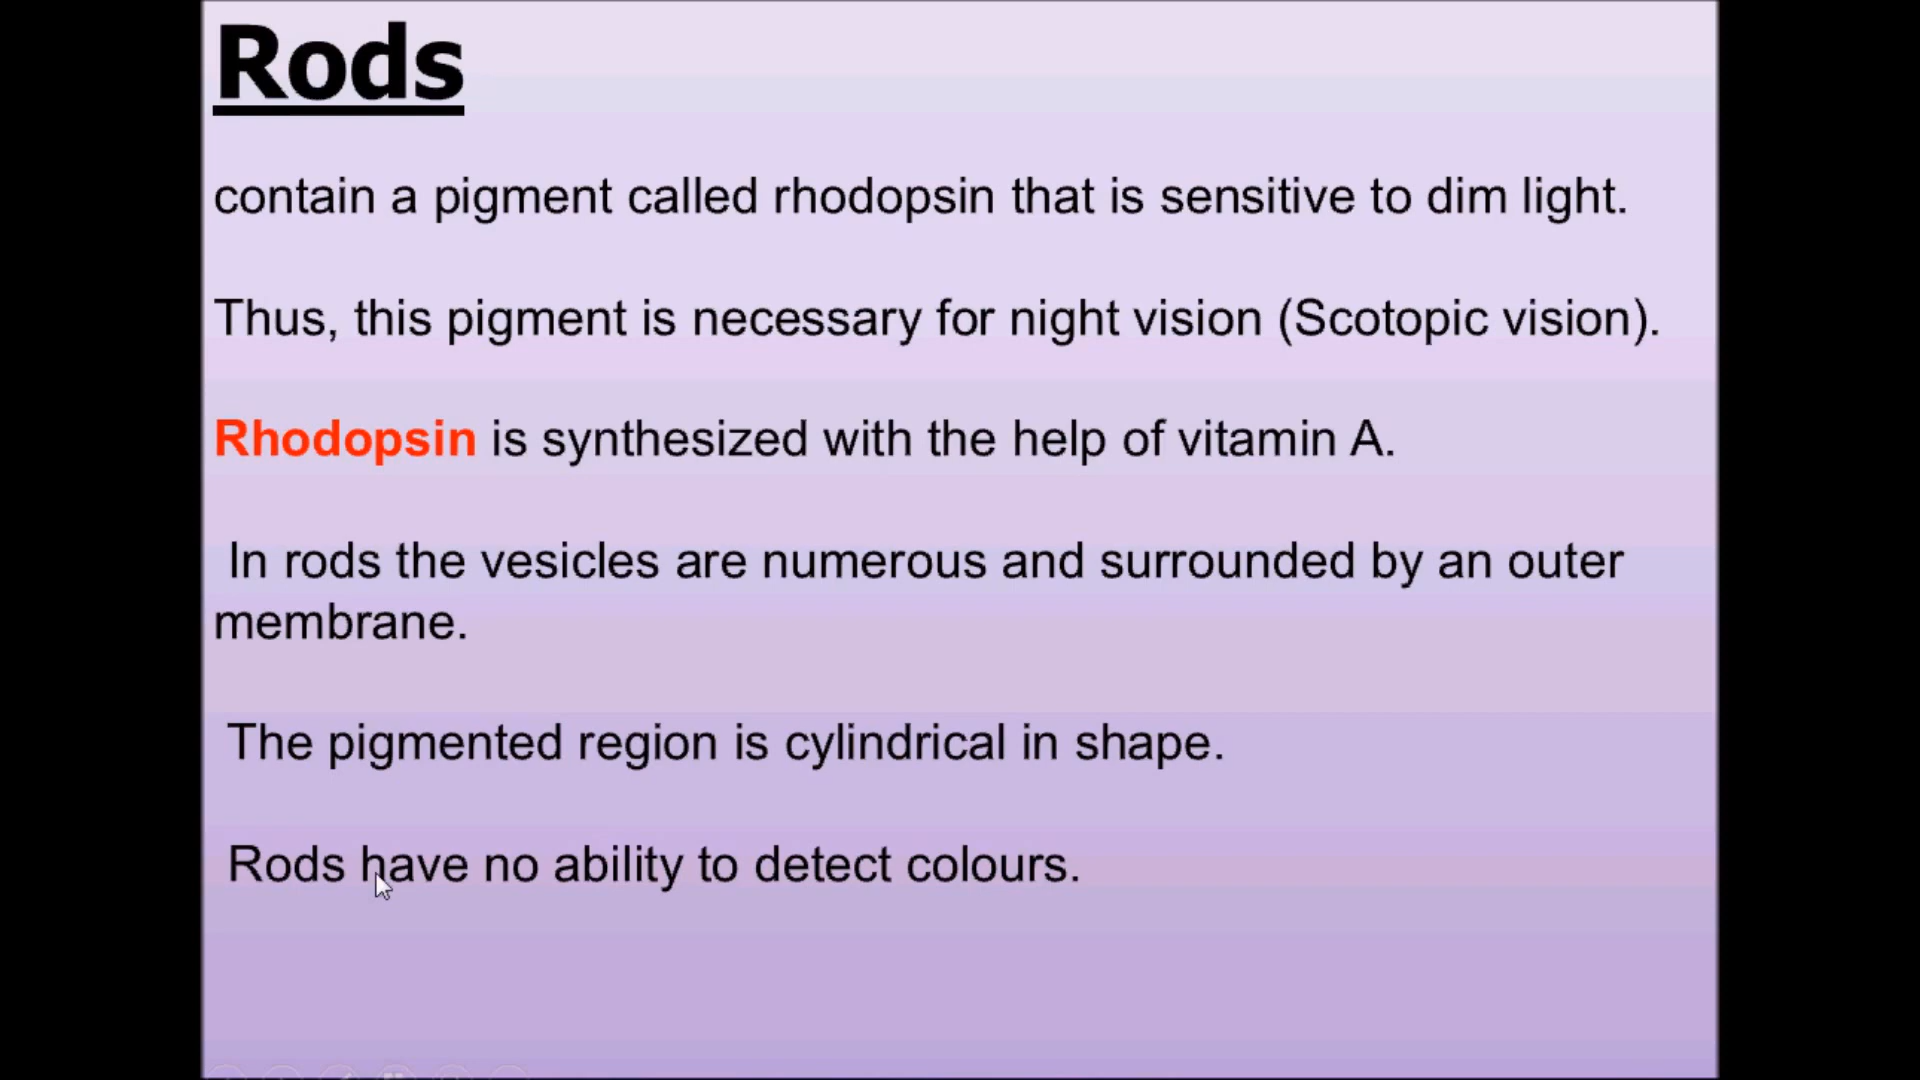 Rods
contain a pigment called rhodopsin that is sensitive to dim light.
Thus, this pigment is necessary for night vision (Scotopic vision).
Rhodopsin is synthesized with the help of vitamin A.
In rods the vesicles are numerous and surrounded by an outer
membrane.
The pigmented region is cylindrical in shape.
Rods have no ability to detect colours.